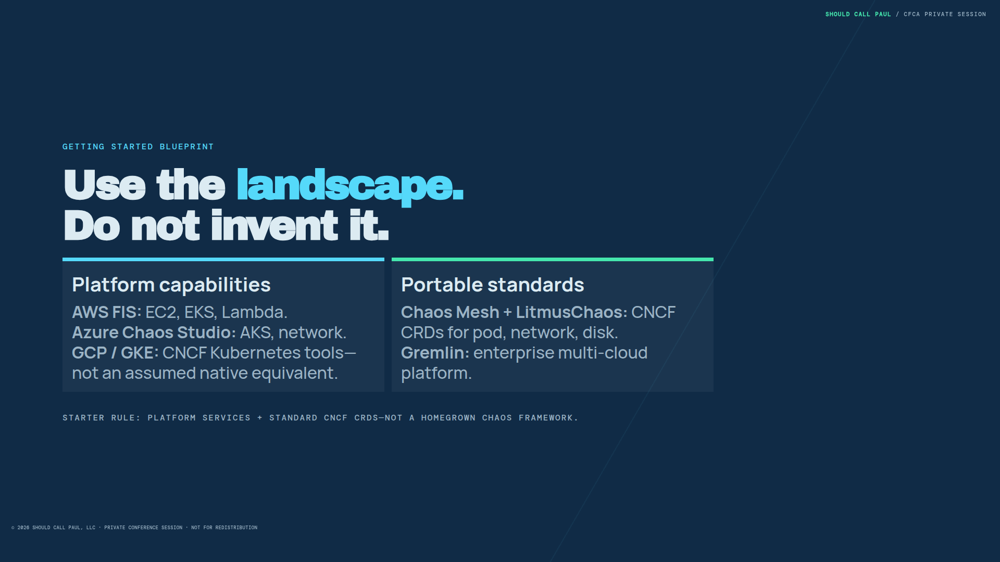 SHOULD CALL PAUL / CFCA PRIVATE SESSION
GETTING STARTED BLUEPRINT
Use the landscape.
Do not invent it.
Platform capabilities
AWS FIS: EC2, EKS, Lambda.
Azure Chaos Studio: AKS, network.
GCP / GKE: CNCF Kubernetes tools—
not an assumed native equivalent.
Portable standards
Chaos Mesh + LitmusChaos: CNCF
CRDs for pod, network, disk.
Gremlin: enterprise multi-cloud
platform.
STARTER RULE: PLATFORM SERVICES + STANDARD CNCF CRDS—NOT A HOMEGROWN CHAOS FRAMEWORK.
© 2026 SHOULD CALL PAUL, LLC · PRIVATE CONFERENCE SESSION · NOT FOR REDISTRIBUTION